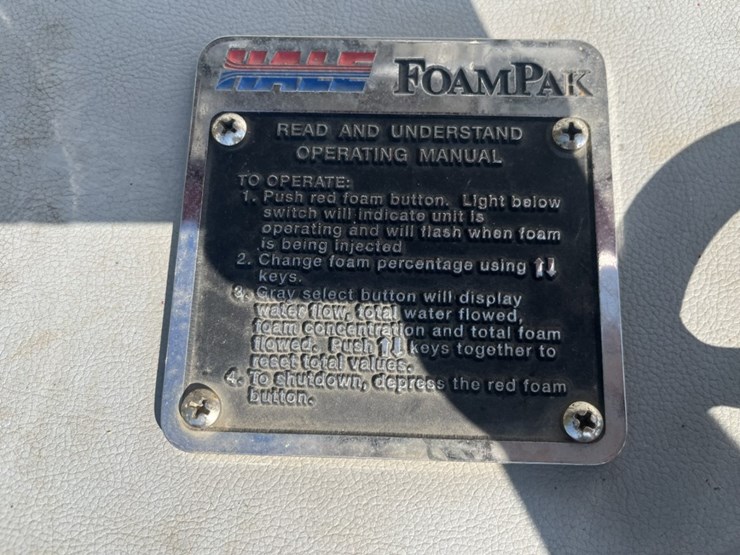 HALE FOAMPAK
READ AND UNDERSTAND
OPERATING MANUAL
TO OPERATE:
1. Push red foam button. Light below
switch will indicate unit is
operating and will flash when foam
is being injected
2. Change foam percentage using ↑↓
keys.
3. Gray select button will display
water flow, total water flowed,
foam concentration and total foam
flowed. Push ↑↓ keys together to
reset total values.
4. To shutdown, depress the red foam
button.